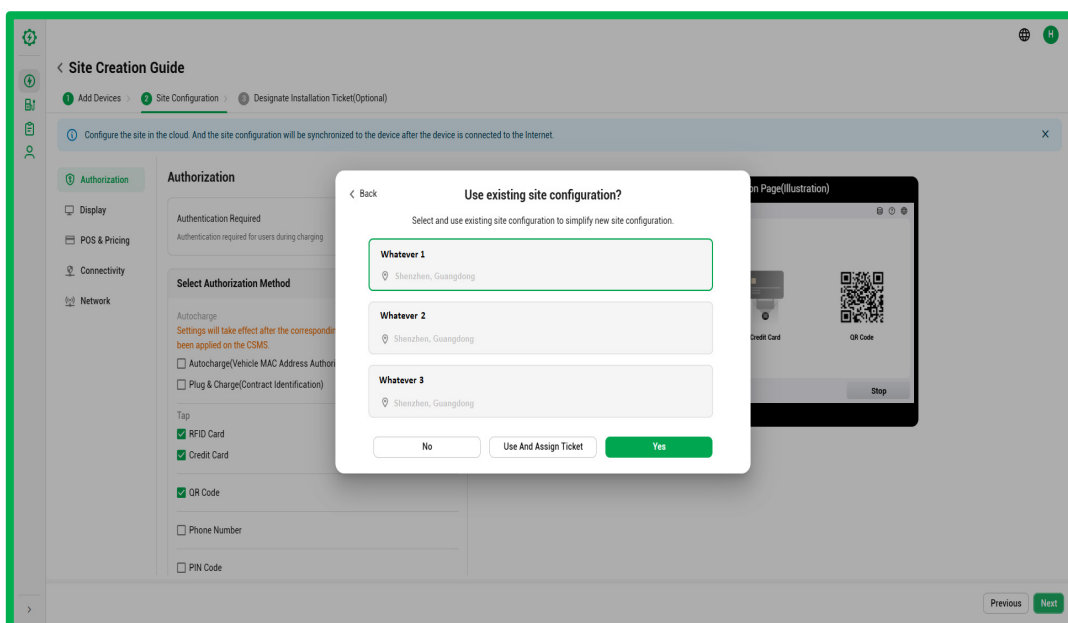 H
Site Creation Guide
1 Add Devices 2 Site Configuration 3 Designate Installation Ticket(Optional)
Configure the site in the cloud. And the site configuration will be synchronized to the device after the device is connected to the Internet.
Authorization
Display
POS & Pricing
Connectivity
Network
Authorization
Authentication Required
Authentication required for users during charging
Select Authorization Method
Autocharge
Settings will take effect after the
been applied on the CSMS.
Autocharge(Vehicle MAC Address
Plug & Charge(Contract Identification)
Tap
RFID Card
Credit Card
QR Code
Phone Number
PIN Code
Back
Use existing site configuration?
Select and use existing site configuration to simplify new site configuration.
Whatever 1
Shenzhen, Guangdong
Whatever 2
Shenzhen, Guangdong
Whatever 3
Shenzhen, Guangdong
No
Use And Assign Ticket
Yes
Page(Illustration)
Credit Card
QR Code
Stop
Previous
Next